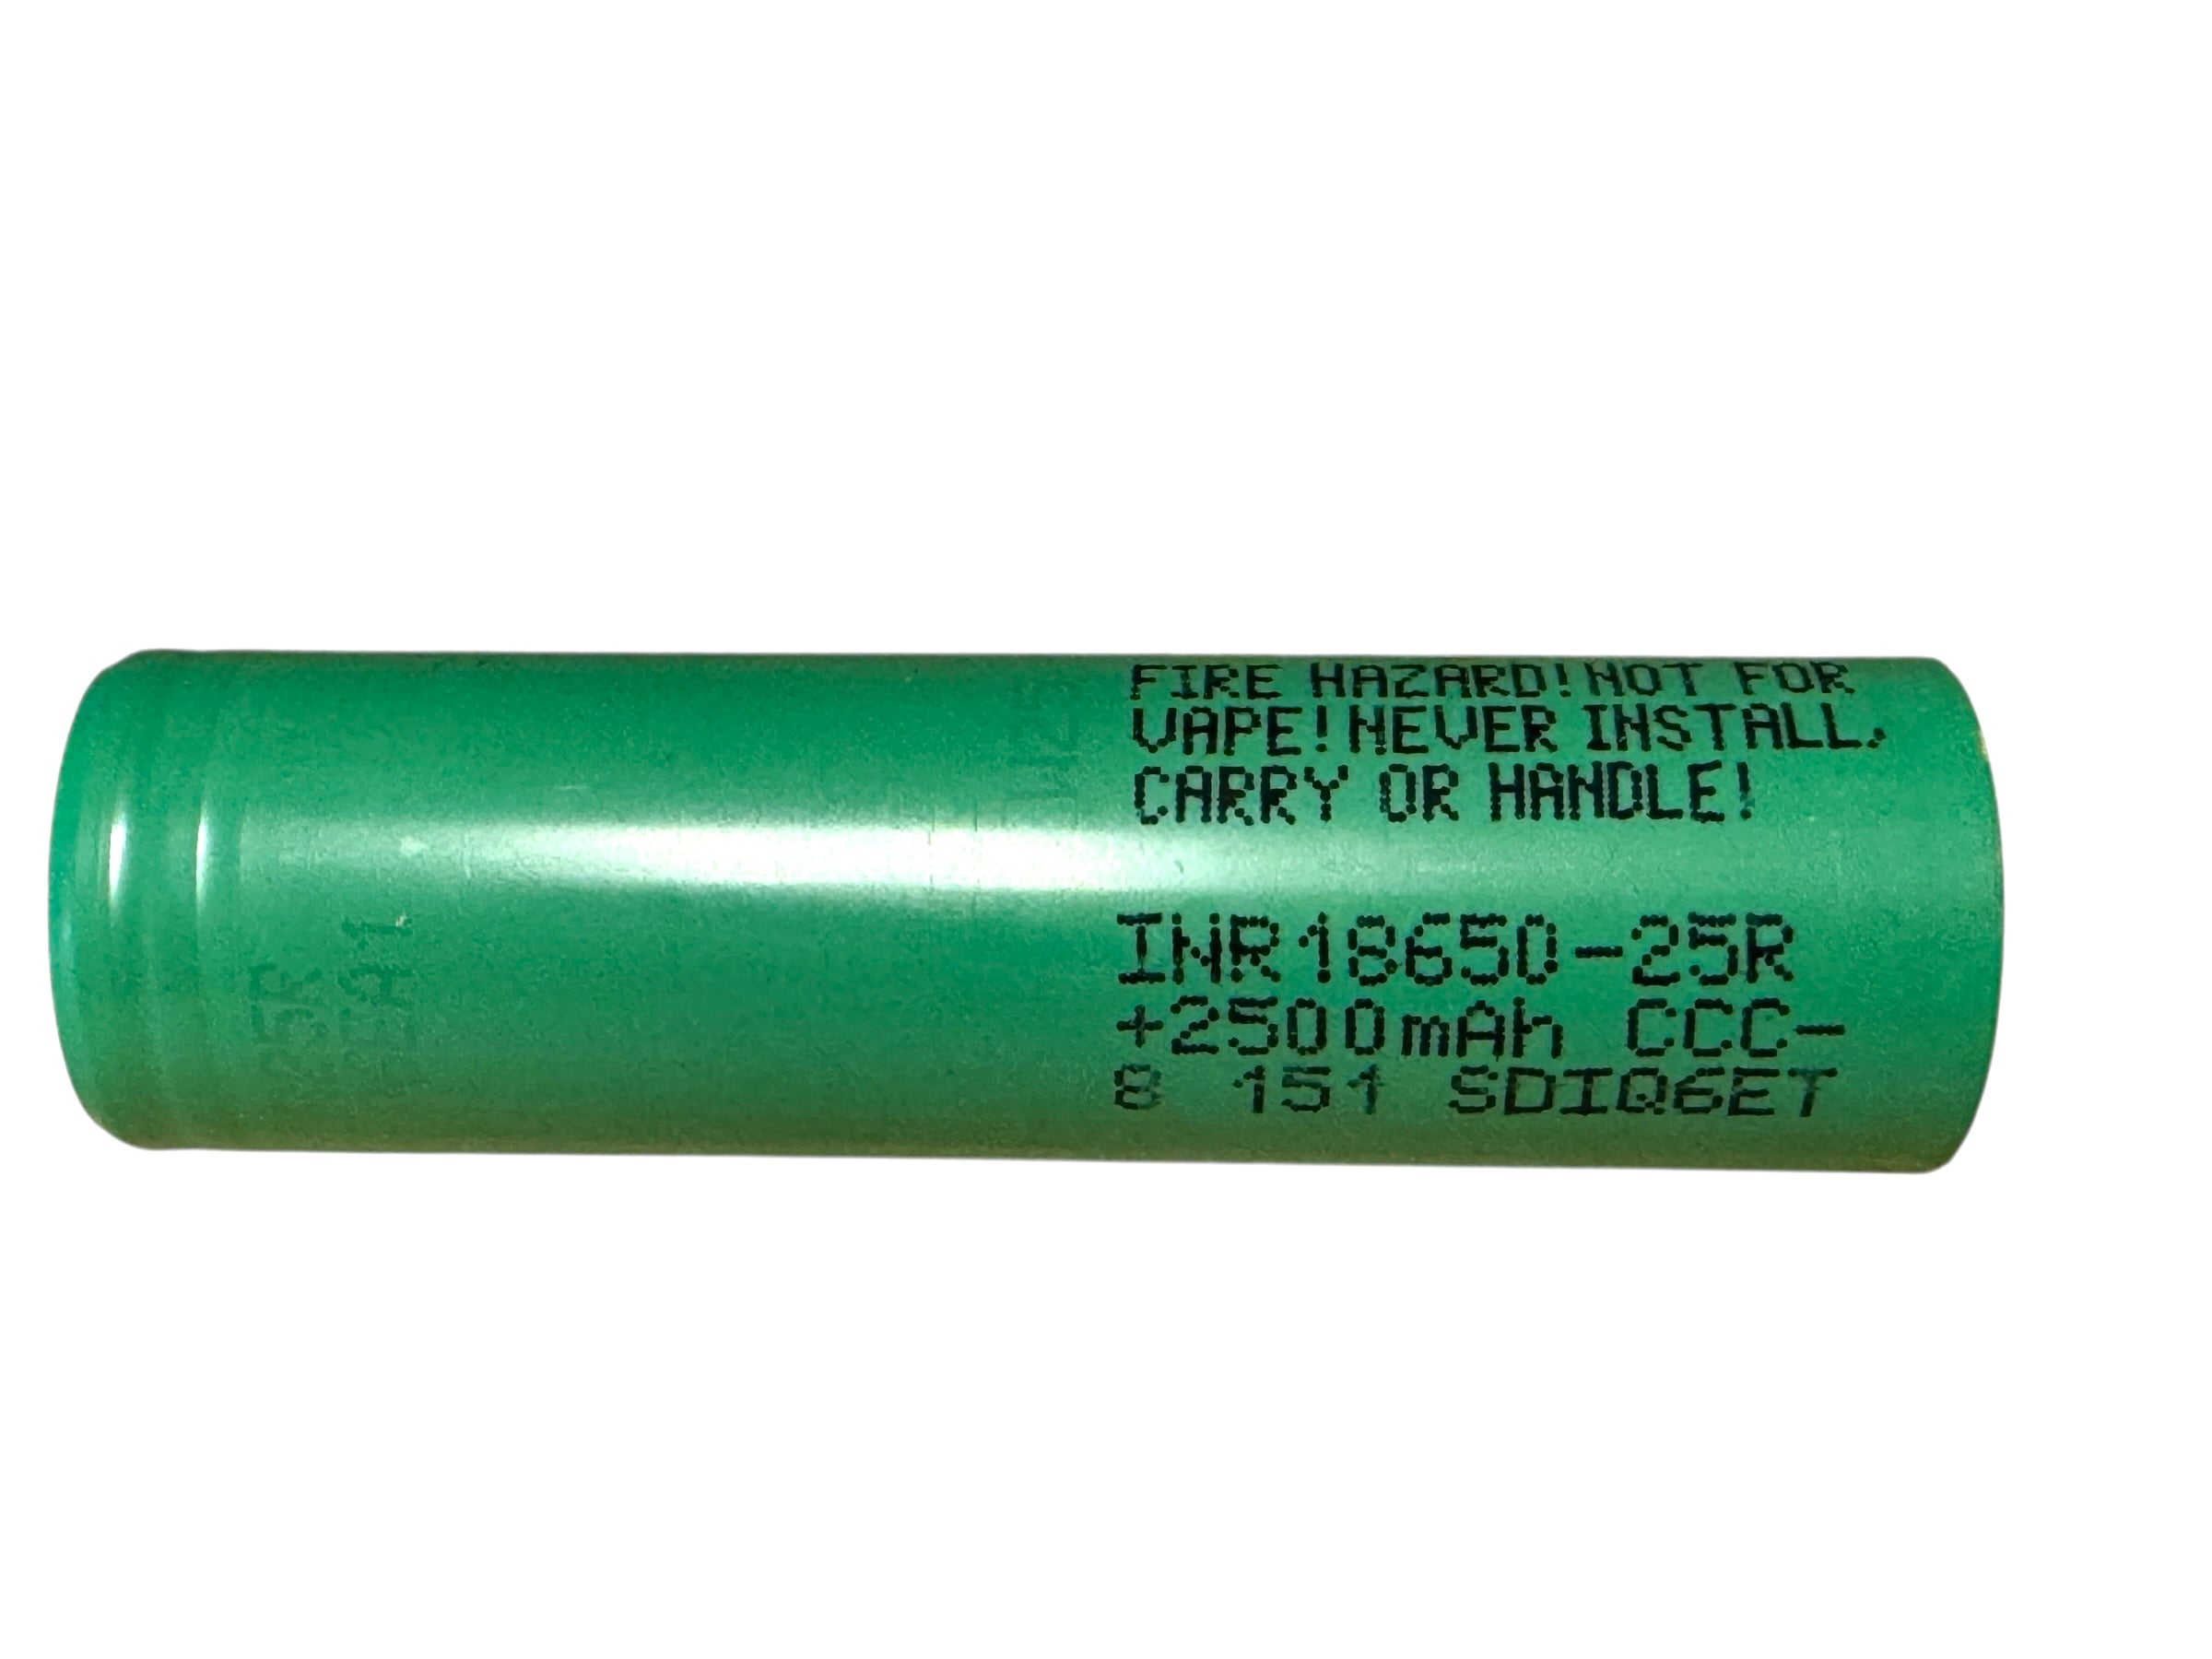 FIRE HAZARD!NOT FOR
VAPE!NEVER INSTALL,
CARRY OR HANDLE!
INR18650-25R
+2500mAh CCC-
8 151 SDIQ6ET